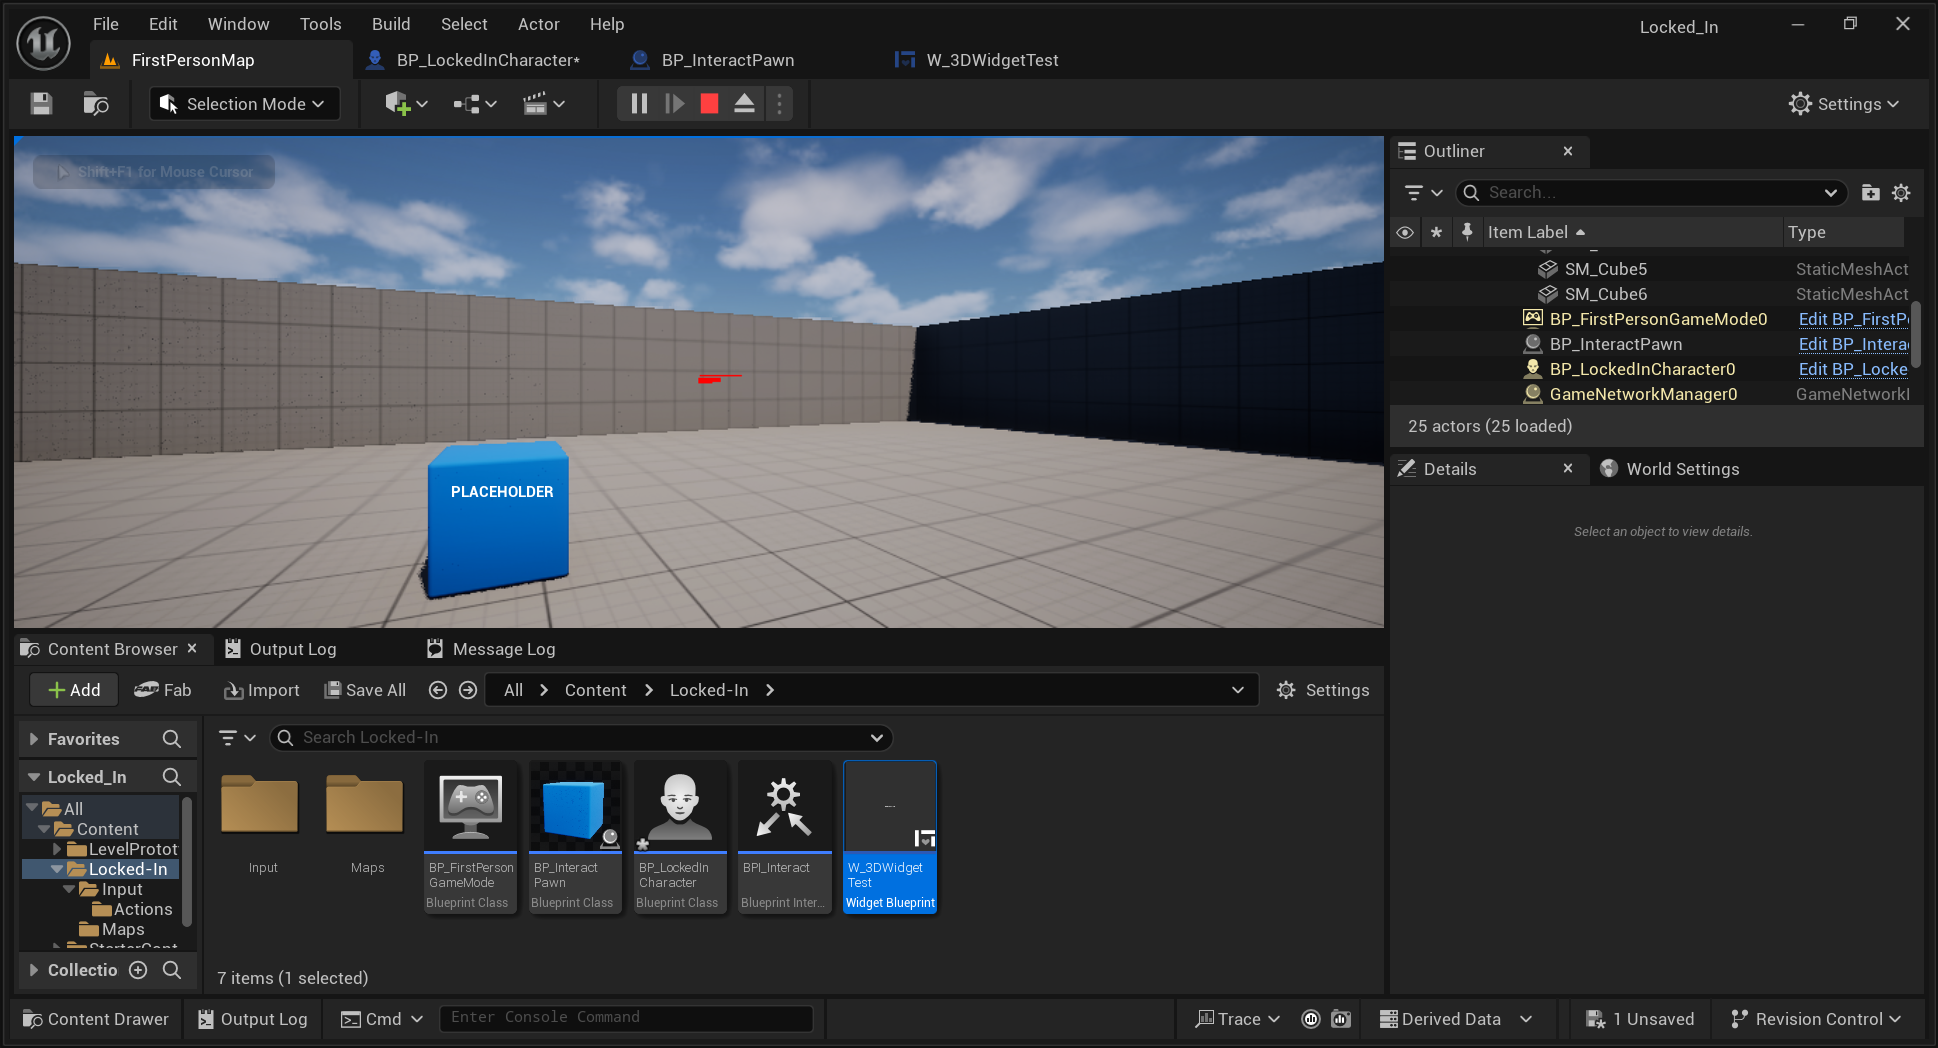 File Edit Window Tools Build Select Actor Help
Locked_In
FirstPersonMap BP_LockedInCharacter* BP_InteractPawn W_3DWidgetTest
Selection Mode
Settings
Shift+F1 for Mouse Cursor
PLACEHOLDER
Outliner
Search...
Item Label Type
SM_Cube5 StaticMeshAct
SM_Cube6 StaticMeshAct
BP_FirstPersonGameMode0 Edit BP_FirstP
BP_InteractPawn Edit BP_Intera
BP_LockedInCharacter0 Edit BP_Locke
GameNetworkManager0 GameNetworkI
25 actors (25 loaded)
Details World Settings
Select an object to view details.
Content Browser Output Log Message Log
Add Fab Import Save All All Content Locked-In Settings
Favorites
Search Locked-In
Locked_In
All
Content
LevelProtot
Locked-In
Input
Actions
Maps
Collectio
Input
Maps
BP_FirstPerson
GameMode
Blueprint Class
BP_Interact
Pawn
Blueprint Class
BP_LockedIn
Character
Blueprint Class
BPI_Interact
Blueprint Inter...
W_3DWidget
Test
Widget Blueprint
7 items (1 selected)
Content Drawer Output Log Cmd Enter Console Command Trace Derived Data 1 Unsaved Revision Control